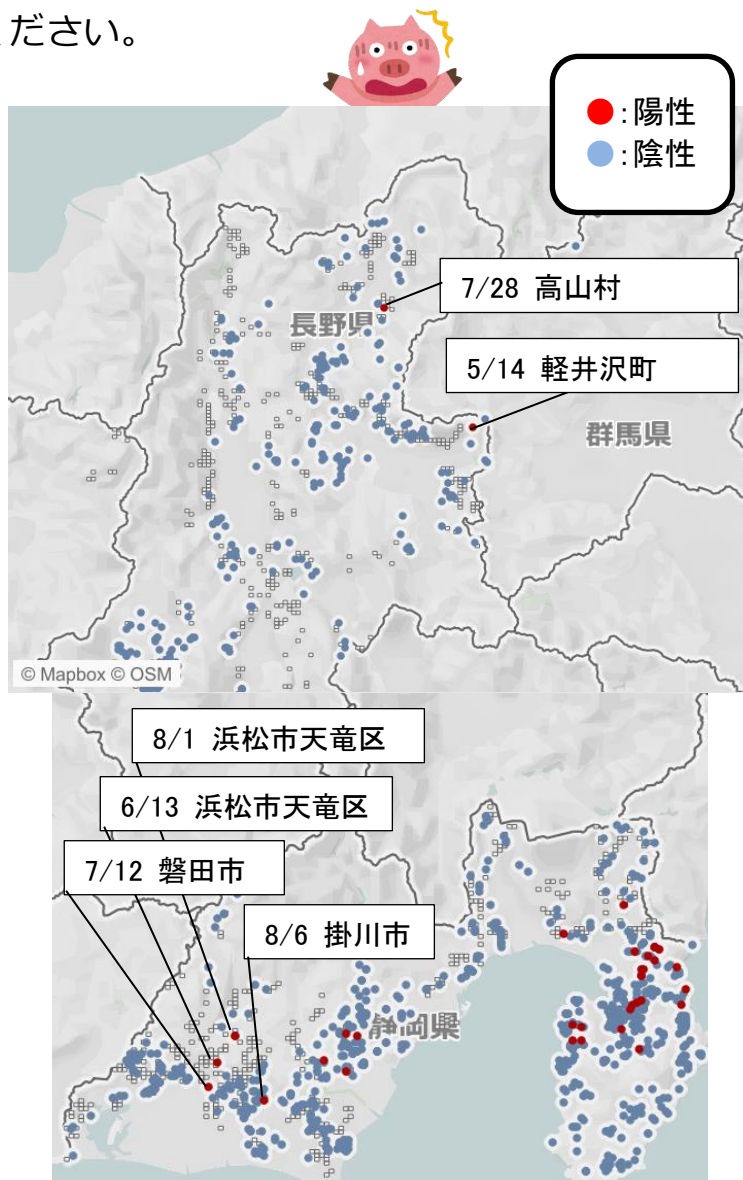 ください。
●:陽性
●:陰性
7/28 高山村
長野県
5/14 軽井沢町
群馬県
© Mapbox © OSM
8/1 浜松市天竜区
6/13 浜松市天竜区
7/12 磐田市
8/6 掛川市
静岡県